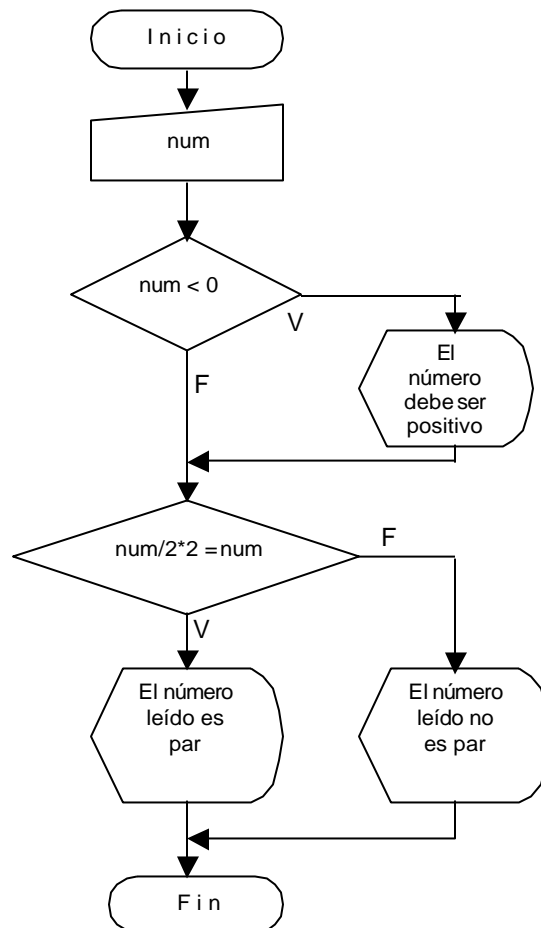 Inicio
num
num < 0
V
F
El
número
debe ser
positivo
num/2*2 =num
F
V
El número
leído es
par
El número
leído no
es par
Fin